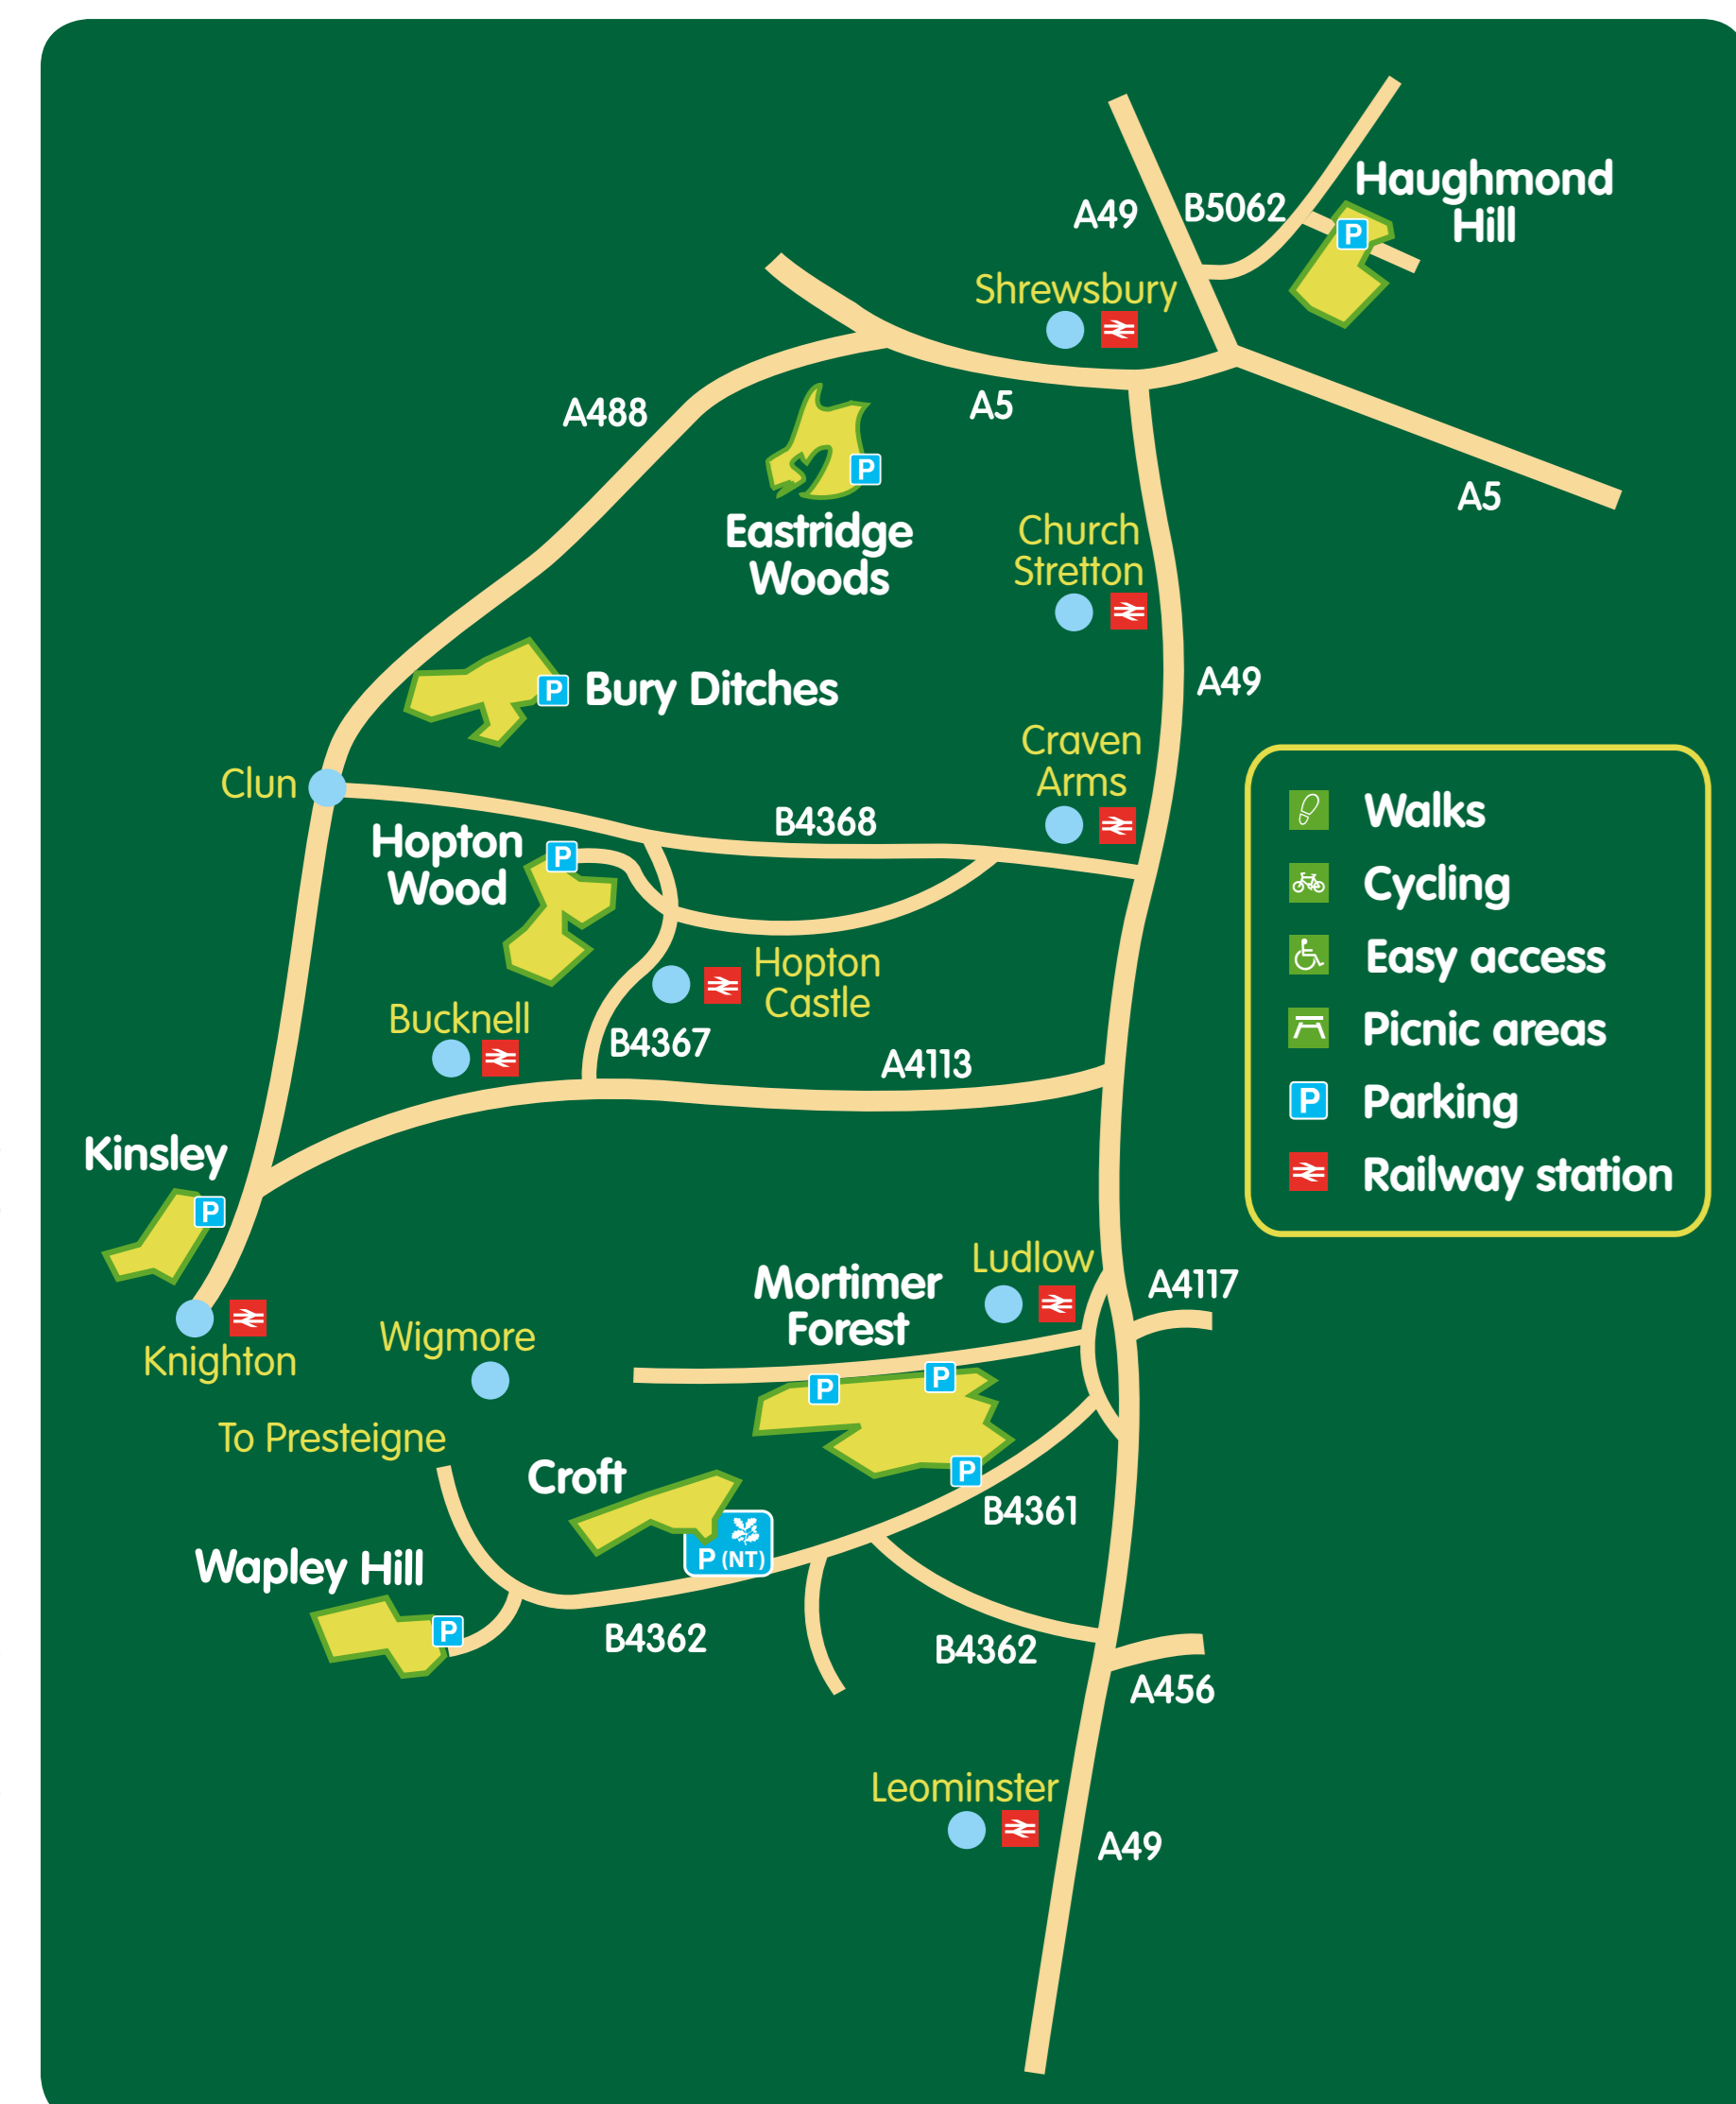 Haughmond
Hill
A49
B5062
P
Shrewsbury
A488
A5
P
A5
Eastridge
Woods
Church
Stretton
P
Bury Ditches
A49
Craven
Arms
Clun
B4368
Hopton
Wood
P
Hopton
Castle
Bucknell
B4367
A4113
Kinsley
P
Knighton
Walks
Cycling
Easy access
Picnic areas
P
Parking
Railway station
Ludlow
A4117
Mortimer
Forest
Wigmore
P
P
To Presteigne
Croft
P
B4361
P (NT)
Wapley Hill
P
B4362
B4362
A456
Leominster
A49